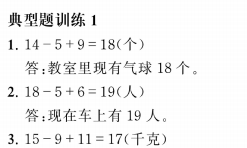 典型题训练 1
1. 14－5＋9＝18(个)
答:教室里现有气球 18 个。
2. 18－5＋6＝19(人)
答:现在车上有 19 人。
3. 15－9＋11＝17(千克)